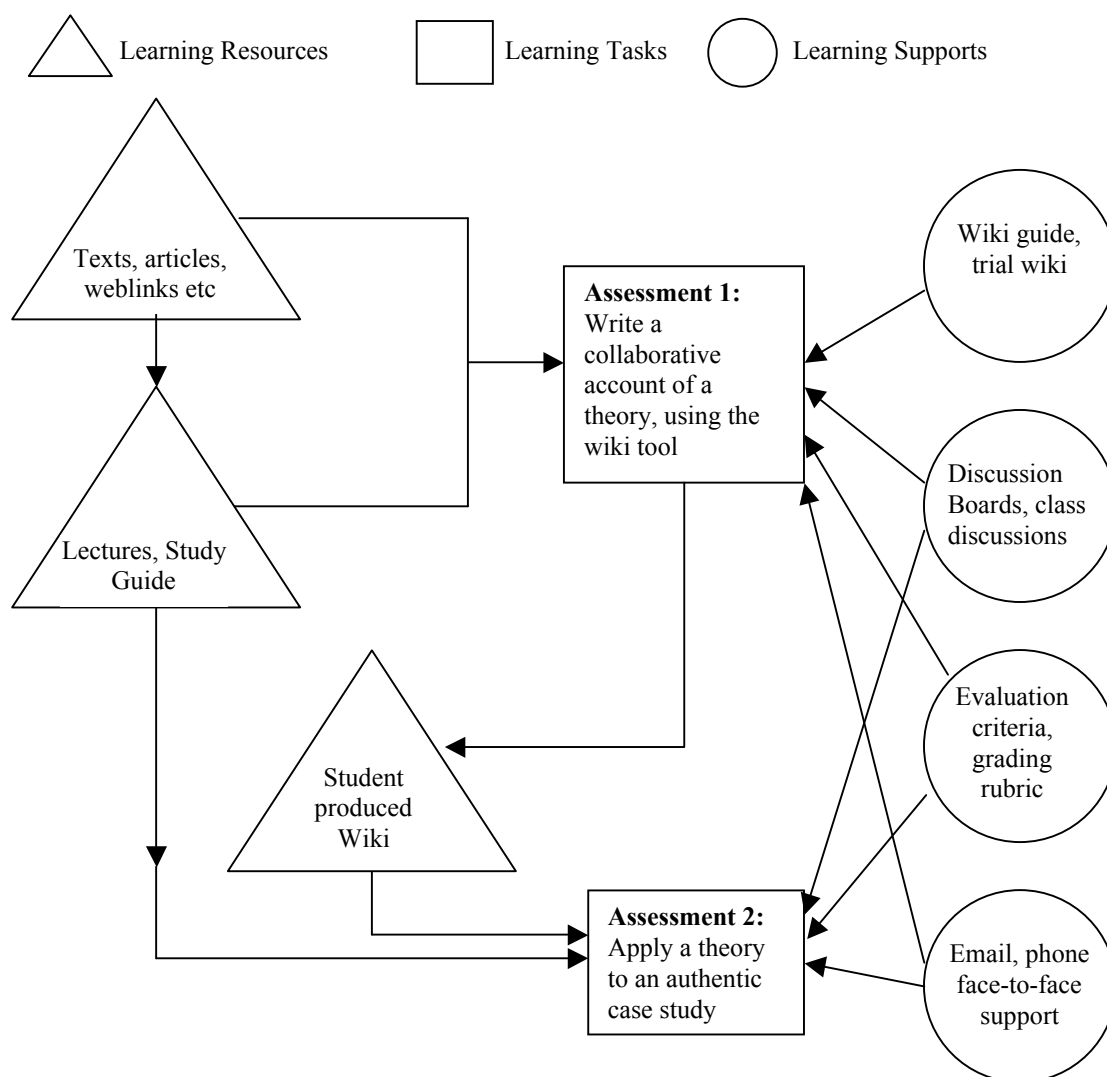 Learning Resources
Learning Tasks
Learning Supports
Texts, articles,
weblinks etc
Lectures, Study
Guide
Student
produced
Wiki
Assessment 1:
Write a
collaborative
account of a
theory, using the
wiki tool
Assessment 2:
Apply a theory
to an authentic
case study
Wiki guide,
trial wiki
Discussion
Boards, class
discussions
Evaluation
criteria,
grading
rubric
Email, phone
face-to-face
support